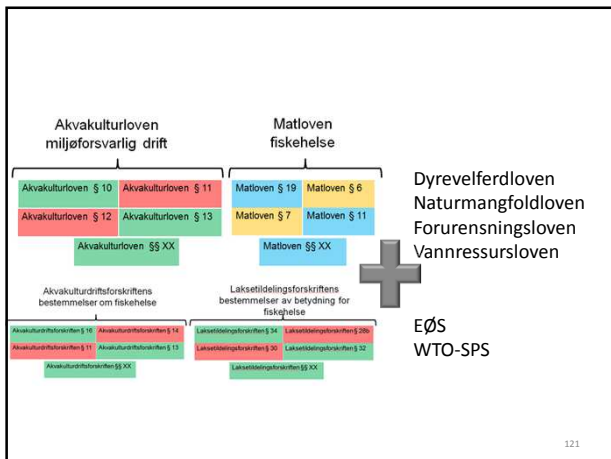 Akvakulturloven
miljøforsvarlig drift
Matloven
fiskehelse
Akvakulturloven § 10
Akvakulturloven § 11
Akvakulturloven § 12
Akvakulturloven § 13
Akvakulturloven §§ XX
Matloven § 19
Matloven § 6
Matloven § 7
Matloven § 11
Matloven §§ XX
Dyrevelferdloven
Naturmangfoldloven
Forurensningsloven
Vannressursloven
EØS
WTO-SPS
Akvakulturdriftsforskriftens
bestemmelser om fiskehelse
Akvakulturdriftsforskriften § 16
Akvakulturdriftsforskriften § 14
Akvakulturdriftsforskriften § 11
Akvakulturdriftsforskriften § 13
Akvakulturdriftsforskriften §§ XX
Laksetildelingsforskriftens
bestemmelser av betydning for
fiskehelse
Laksetildelingsforskriften § 34
Laksetildelingsforskriften § 28b
Laksetildelingsforskriften § 30
Laksetildelingsforskriften § 32
Laksetildelingsforskriften §§ XX
121